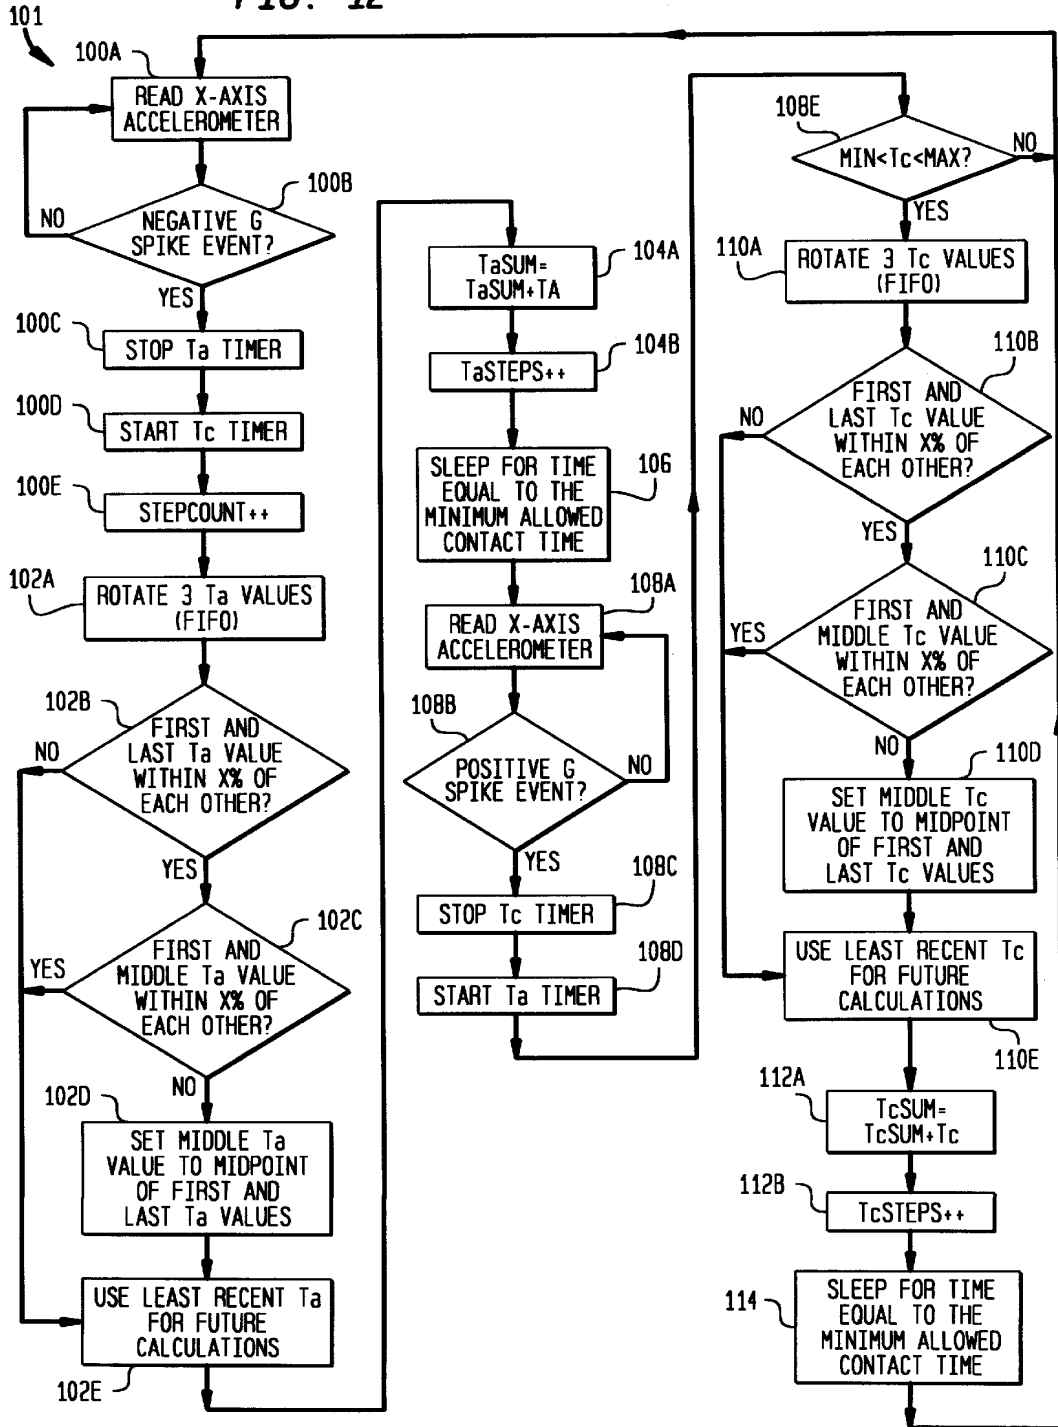 FIG. 12
101
100A
READ X-AXIS
ACCELEROMETER
100B
NEGATIVE G
SPIKE EVENT?
NO
YES
100C
STOP Ta TIMER
100D
START Tc TIMER
100E
STEPCOUNT++
102A
ROTATE 3 Ta VALUES
(FIFO)
102B
FIRST AND
LAST Ta VALUE
WITHIN X% OF
EACH OTHER?
NO
YES
102C
FIRST AND
MIDDLE Ta VALUE
WITHIN X% OF
EACH OTHER?
YES
NO
102D
SET MIDDLE Ta
VALUE TO MIDPOINT
OF FIRST AND
LAST Ta VALUES
USE LEAST RECENT Ta
FOR FUTURE
CALCULATIONS
102E
TaSUM=
TaSUM+TA
104A
TaSTEPS++
104B
SLEEP FOR TIME
EQUAL TO THE
MINIMUM ALLOWED
CONTACT TIME
106
108A
READ X-AXIS
ACCELEROMETER
108B
POSITIVE G
SPIKE EVENT?
NO
YES
108C
STOP Tc TIMER
108D
START Ta TIMER
108E
MIN<Tc<MAX?
NO
YES
110A
ROTATE 3 Tc VALUES
(FIFO)
110B
FIRST AND
LAST Tc VALUE
WITHIN X% OF
EACH OTHER?
NO
YES
110C
FIRST AND
MIDDLE Tc VALUE
WITHIN X% OF
EACH OTHER?
YES
NO
110D
SET MIDDLE Tc
VALUE TO MIDPOINT
OF FIRST AND
LAST Tc VALUES
USE LEAST RECENT Tc
FOR FUTURE
CALCULATIONS
110E
112A
TcSUM=
TcSUM+Tc
112B
TcSTEPS++
114
SLEEP FOR TIME
EQUAL TO THE
MINIMUM ALLOWED
CONTACT TIME